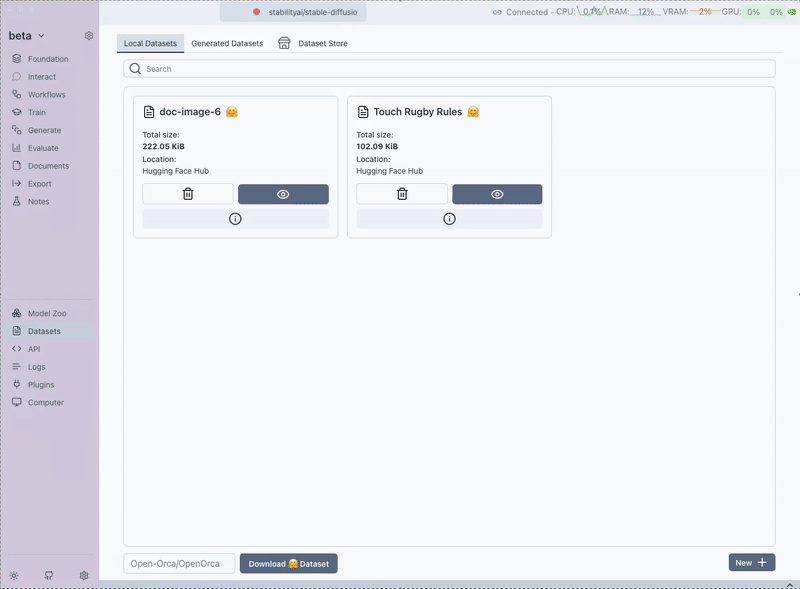 stabilityai/stable-diffusio
Connected - CPU: 0.1% RAM: 12% VRAM: 2% GPU: 0% 0%
beta
Foundation
Interact
Workflows
Train
Generate
Evaluate
Documents
Export
Notes
Model Zoo
Datasets
API
Logs
Plugins
Computer
Local Datasets Generated Datasets Dataset Store
Search
doc-image-6 🤗
Total size:
222.05 KiB
Location:
Hugging Face Hub
Touch Rugby Rules 🤗
Total size:
102.09 KiB
Location:
Hugging Face Hub
Open-Orca/OpenOrca
Download 🤗 Dataset
New